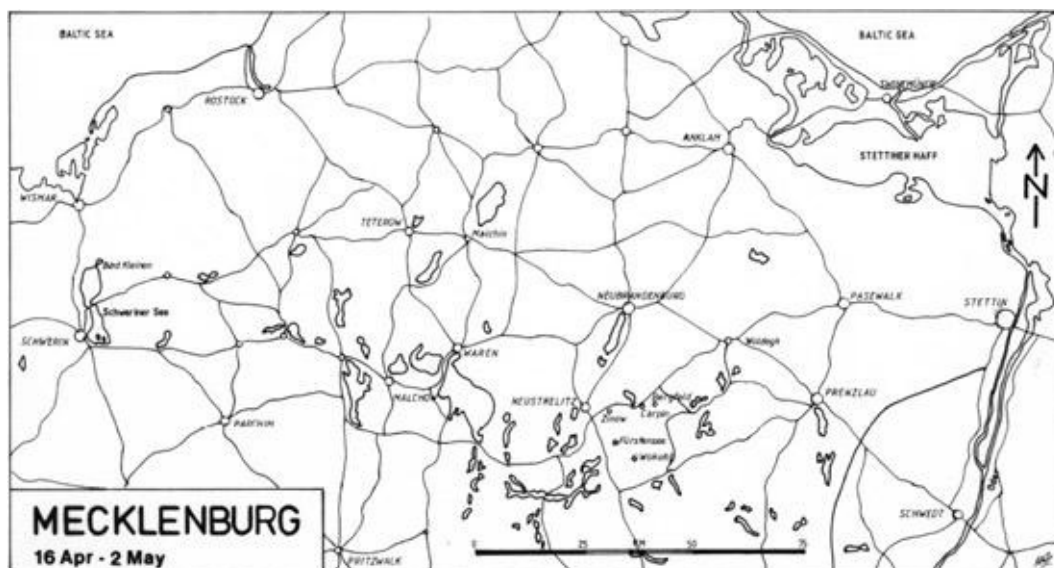 BALTIC SEA
BALTIC SEA
ROSTOCK
ANKLAM
STETTINER HAFF
N
WISMAR
TETEROW
Malchin
Bad Kleinen
Schweriner See
NEUBRANDENBURG
PASEWALK
STETTIN
SCHWERIN
WAREN
Woldegk
MALCHOW
NEUSTRELITZ
Bergfeld
Carpin
Zinow
PRENZLAU
PARCHIM
Fürstensee
Wokuhl
SCHWEDT
MECKLENBURG
16 Apr - 2 May
PRITZWALK
0 25 KM 50 75